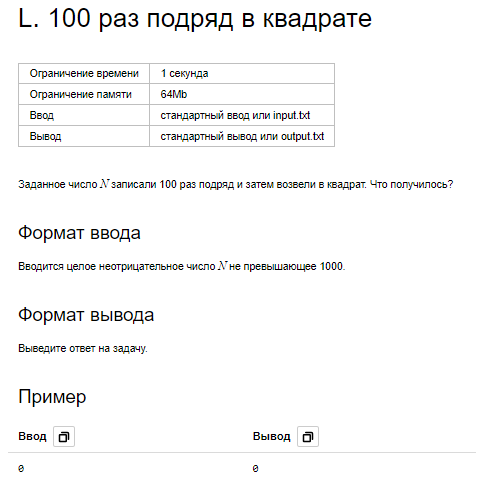 L. 100 раз подряд в квадрате
Ограничение времени 1 секунда
Ограничение памяти 64Mb
Ввод стандартный ввод или input.txt
Вывод стандартный вывод или output.txt
Заданное число N записали 100 раз подряд и затем возвели в квадрат. Что получилось?
Формат ввода
Вводится целое неотрицательное число N не превышающее 1000.
Формат вывода
Выведите ответ на задачу.
Пример
Ввод Вывод
0 0